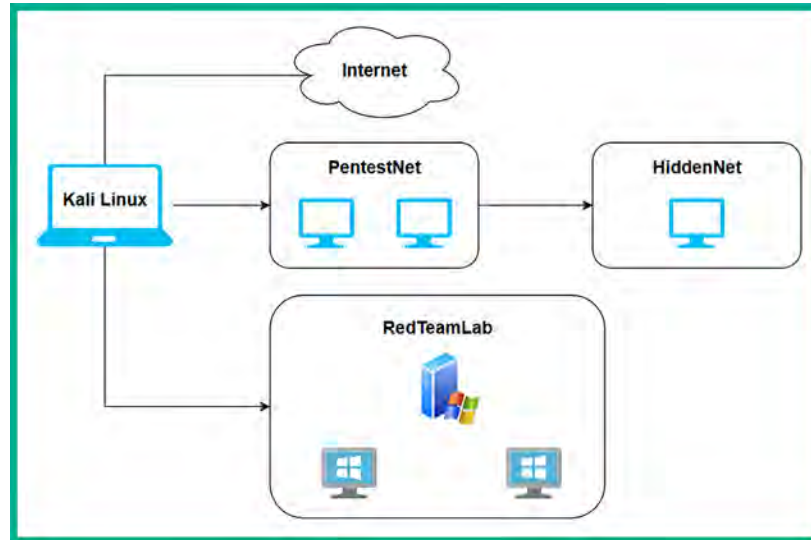 Internet
Kali Linux
PentestNet
HiddenNet
RedTeamLab